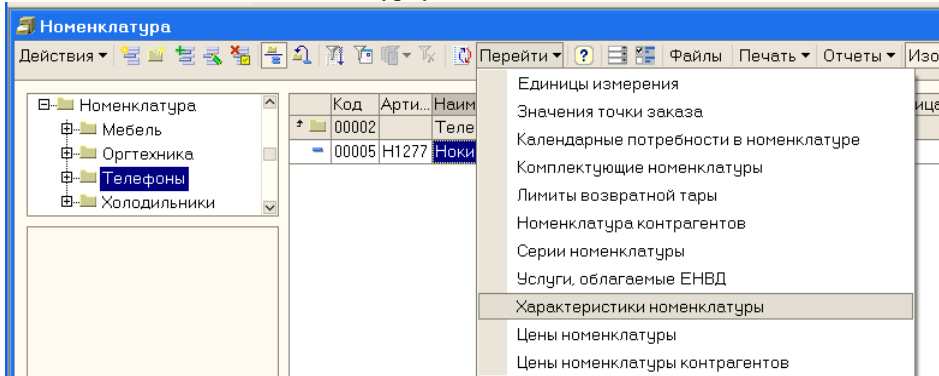 Номенклатура
Действия Перейти ? Файлы Печать Отчеты Изо
Номенклатура
Мебель
Оргтехника
Телефоны
Холодильники
Код Арти... Наим
00002 Теле
00005 Н1277 Ноки
Единицы измерения
Значения точки заказа
Календарные потребности в номенклатуре
Комплектующие номенклатуры
Лимиты возвратной тары
Номенклатура контрагентов
Серии номенклатуры
Услуги, облагаемые ЕНВД
Характеристики номенклатуры
Цены номенклатуры
Цены номенклатуры контрагентов
ица